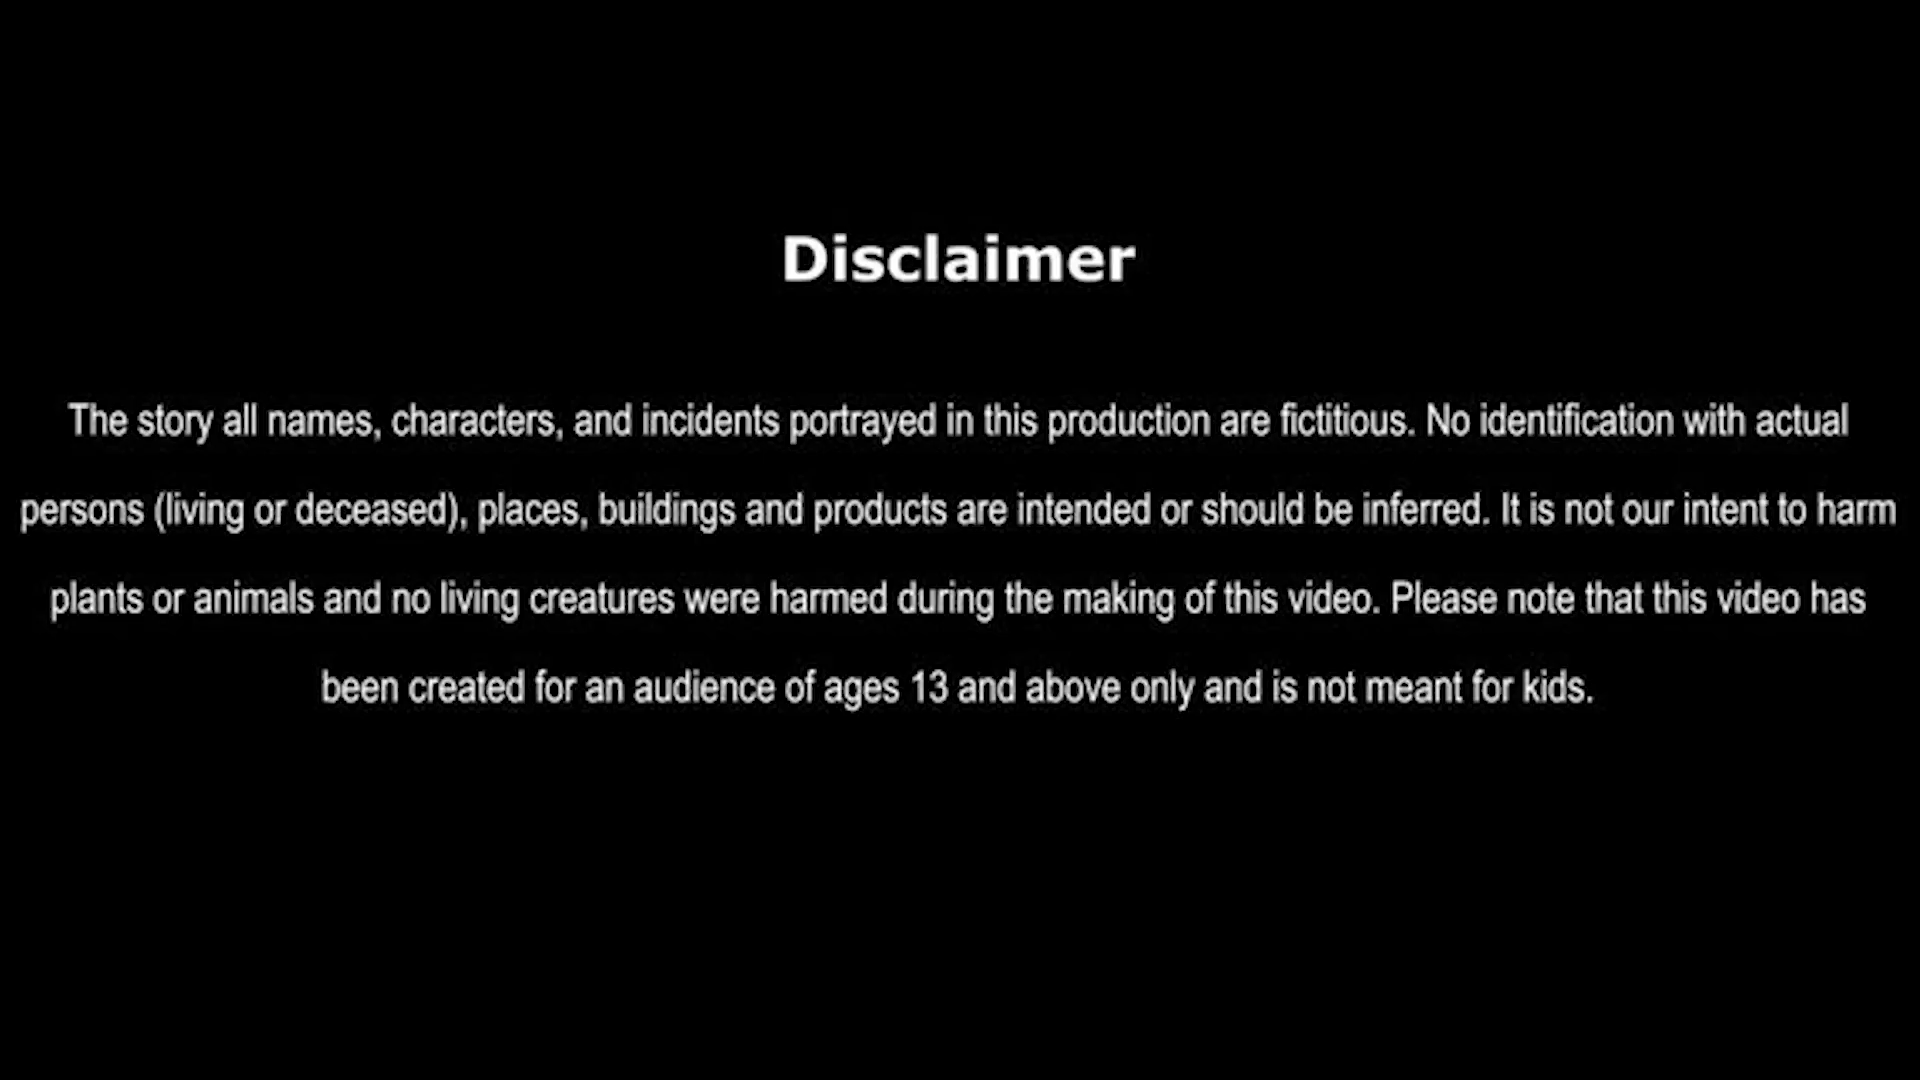 Disclaimer
The story all names, characters, and incidents portrayed in this production are fictitious. No identification with actual
persons (living or deceased), places, buildings and products are intended or should be inferred. It is not our intent to harm
plants or animals and no living creatures were harmed during the making of this video. Please note that this video has
been created for an audience of ages 13 and above only and is not meant for kids.